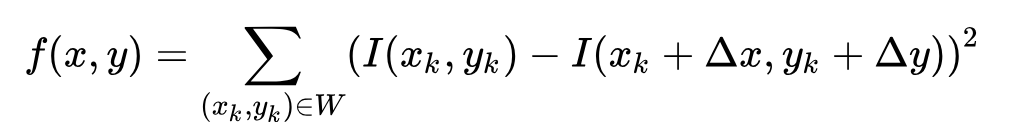 f(x, y) = ∑_{(x_k,y_k)∈W} (I(x_k, y_k) − I(x_k + Δx, y_k + Δy))²